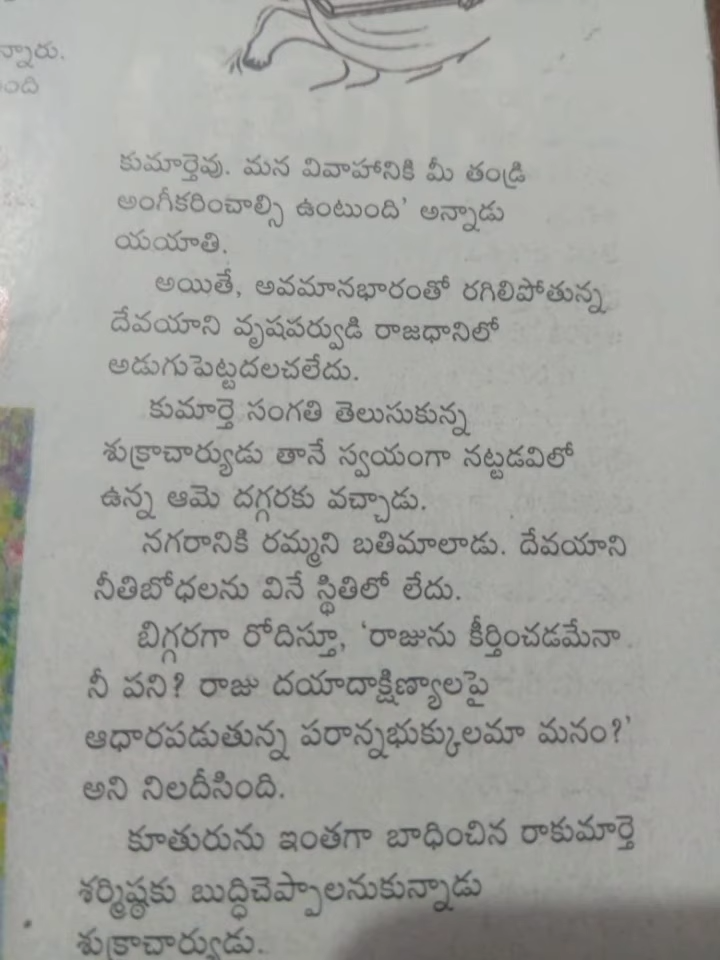 న్నారు.
ంది
కుమార్తెవు. మన వివాహానికి మీ తండ్రి
అంగీకరించాల్సి ఉంటుంది' అన్నాడు
యయాతి.
అయితే, అవమానభారంతో రగిలిపోతున్న
దేవయాని వృషపర్వుడి రాజధానిలో
అడుగుపెట్టదలచలేదు.
కుమార్తె సంగతి తెలుసుకున్న
శుక్రాచార్యుడు తానే స్వయంగా నట్టడవిలో
ఉన్న ఆమె దగ్గరకు వచ్చాడు.
నగరానికి రమ్మని బతిమాలాడు. దేవయాని
నీతిబోధలను వినే స్థితిలో లేదు.
బిగ్గరగా రోదిస్తూ, 'రాజును కీర్తించడమేనా
నీ పని? రాజు దయాదాక్షిణ్యాలపై
ఆధారపడుతున్న పరాన్నభుక్కులమా మనం?'
అని నిలదీసింది.
కూతురును ఇంతగా బాధించిన రాకుమార్తె
శర్మిష్ఠకు బుద్ధిచెప్పాలనుకున్నాడు
శుక్రాచార్యుడు.